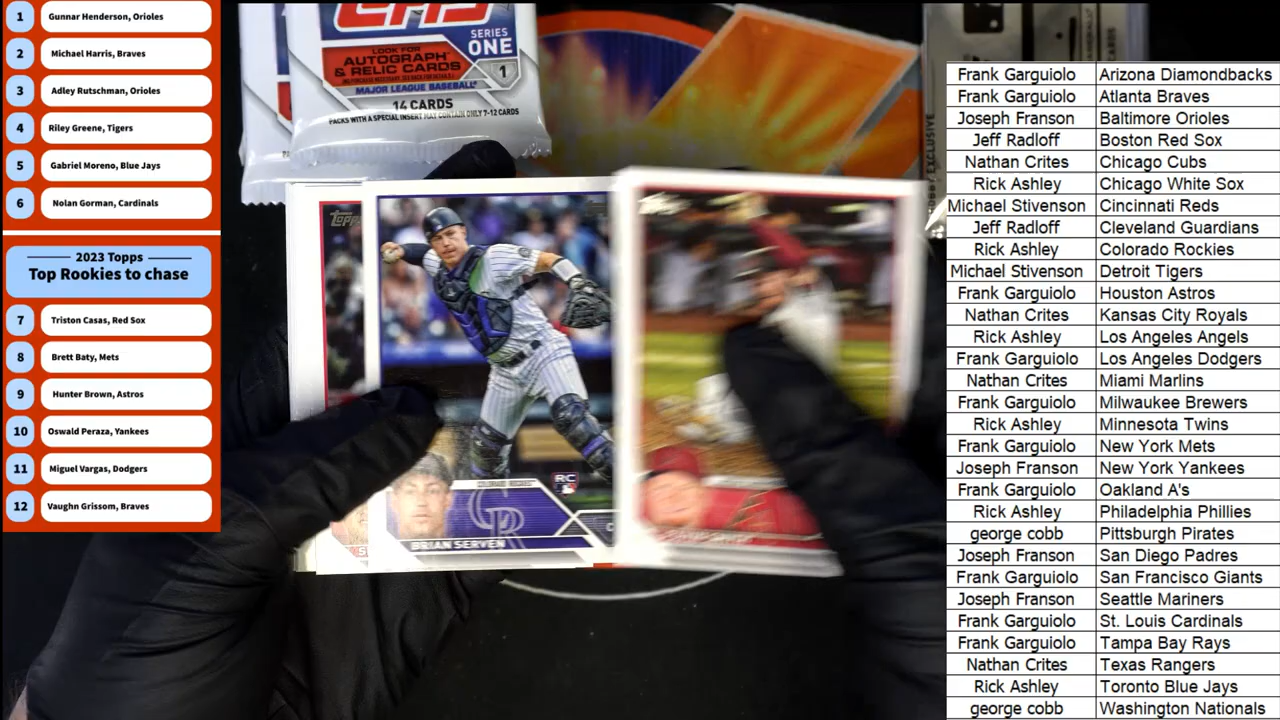 1 Gunnar Henderson, Orioles
2 Michael Harris, Braves
3 Adley Rutschman, Orioles
4 Riley Greene, Tigers
5 Gabriel Moreno, Blue Jays
6 Nolan Gorman, Cardinals
2023 Topps
Top Rookies to chase
7 Triston Casas, Red Sox
8 Brett Baty, Mets
9 Hunter Brown, Astros
10 Oswald Peraza, Yankees
11 Miguel Vargas, Dodgers
12 Vaughn Grissom, Braves
SERIES
ONE
1
LOOK FOR
AUTOGRAPH
& RELIC CARDS
MAJOR LEAGUE BASEBALL
14 CARDS
PACKS WITH A SPECIAL INSERT MAY CONTAIN ONLY 7-12 CARDS
Topps
RC
COLORADO ROCKIES
CR
C
BRIAN SERVEN
Frank Garguiolo Arizona Diamondbacks
Frank Garguiolo Atlanta Braves
Joseph Franson Baltimore Orioles
Jeff Radloff Boston Red Sox
Nathan Crites Chicago Cubs
Rick Ashley Chicago White Sox
Michael Stivenson Cincinnati Reds
Jeff Radloff Cleveland Guardians
Rick Ashley Colorado Rockies
Michael Stivenson Detroit Tigers
Frank Garguiolo Houston Astros
Nathan Crites Kansas City Royals
Rick Ashley Los Angeles Angels
Frank Garguiolo Los Angeles Dodgers
Nathan Crites Miami Marlins
Frank Garguiolo Milwaukee Brewers
Rick Ashley Minnesota Twins
Frank Garguiolo New York Mets
Joseph Franson New York Yankees
Frank Garguiolo Oakland A's
Rick Ashley Philadelphia Phillies
george cobb Pittsburgh Pirates
Joseph Franson San Diego Padres
Frank Garguiolo San Francisco Giants
Joseph Franson Seattle Mariners
Frank Garguiolo St. Louis Cardinals
Frank Garguiolo Tampa Bay Rays
Nathan Crites Texas Rangers
Rick Ashley Toronto Blue Jays
george cobb Washington Nationals